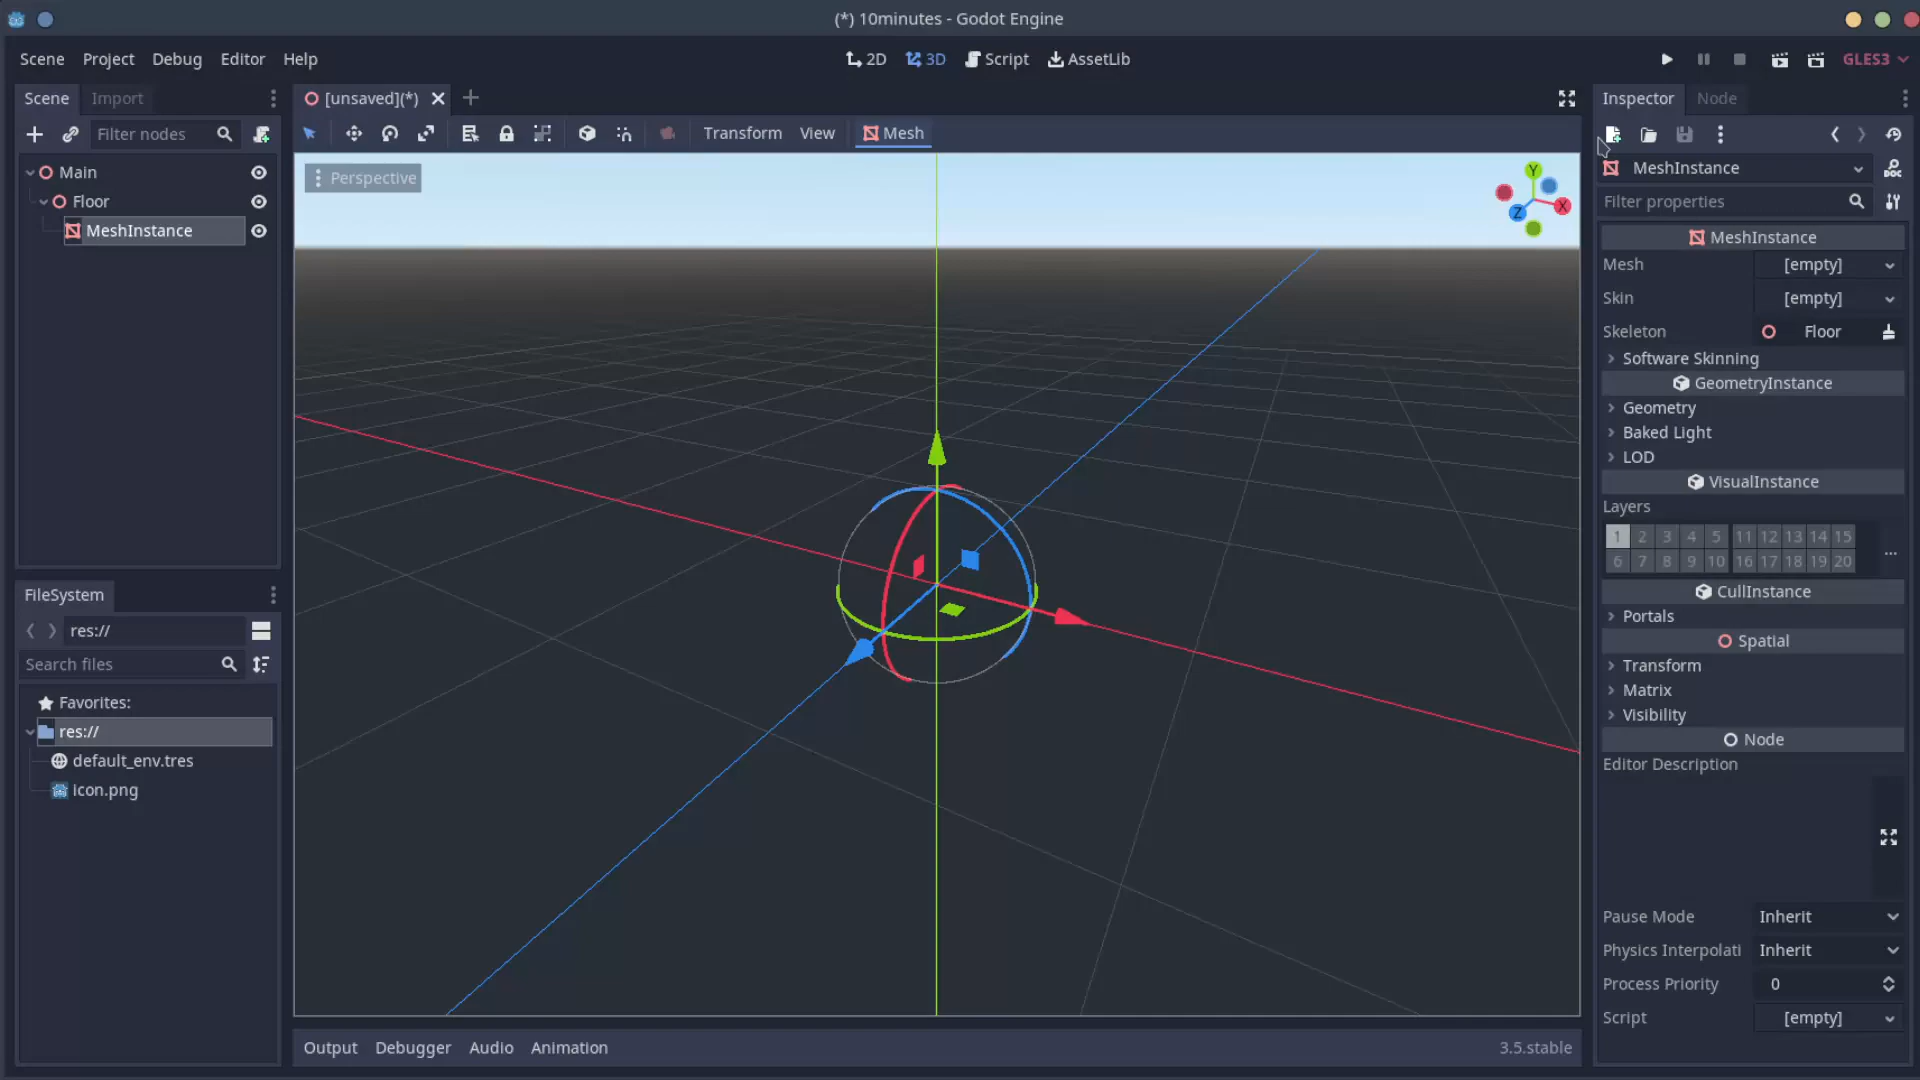 (*) 10minutes - Godot Engine
Scene Project Debug Editor Help
2D 3D Script AssetLib
GLES3
Scene Import
[unsaved](*)
Inspector Node
Filter nodes
Transform View Mesh
Main
Floor
MeshInstance
Perspective
Y
X
Z
FileSystem
res://
Search files
Favorites:
res://
default_env.tres
icon.png
Output Debugger Audio Animation
3.5.stable
DOC
MeshInstance
Filter properties
MeshInstance
Mesh [empty]
Skin [empty]
Skeleton Floor
Software Skinning
GeometryInstance
Geometry
Baked Light
LOD
VisualInstance
Layers
1 2 3 4 5 11 12 13 14 15
6 7 8 9 10 16 17 18 19 20
...
CullInstance
Portals
Spatial
Transform
Matrix
Visibility
Node
Editor Description
Pause Mode Inherit
Physics Interpolati Inherit
Process Priority 0
Script [empty]